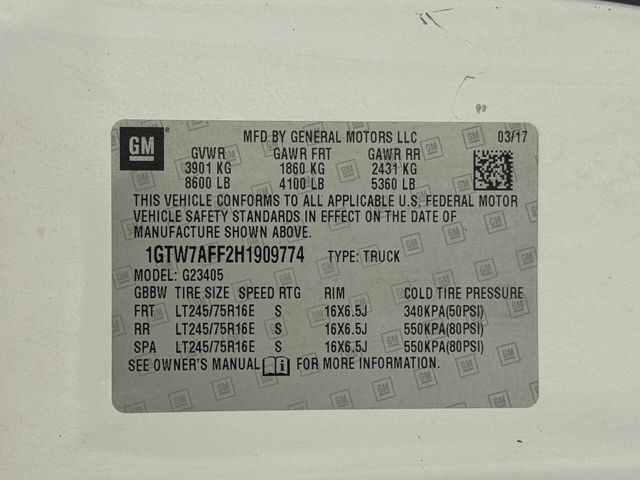 GM MFD BY GENERAL MOTORS LLC 03/17
GVWR GAWR FRT GAWR RR
3901 KG 1860 KG 2431 KG
8600 LB 4100 LB 5360 LB
THIS VEHICLE CONFORMS TO ALL APPLICABLE U.S. FEDERAL MOTOR
VEHICLE SAFETY STANDARDS IN EFFECT ON THE DATE OF
MANUFACTURE SHOWN ABOVE.
1GTW7AFF2H1909774 TYPE: TRUCK
MODEL: G23405
GBBW TIRE SIZE SPEED RTG RIM COLD TIRE PRESSURE
FRT LT245/75R16E S 16X6.5J 340KPA(50PSI)
RR LT245/75R16E S 16X6.5J 550KPA(80PSI)
SPA LT245/75R16E S 16X6.5J 550KPA(80PSI)
SEE OWNER'S MANUAL i FOR MORE INFORMATION.